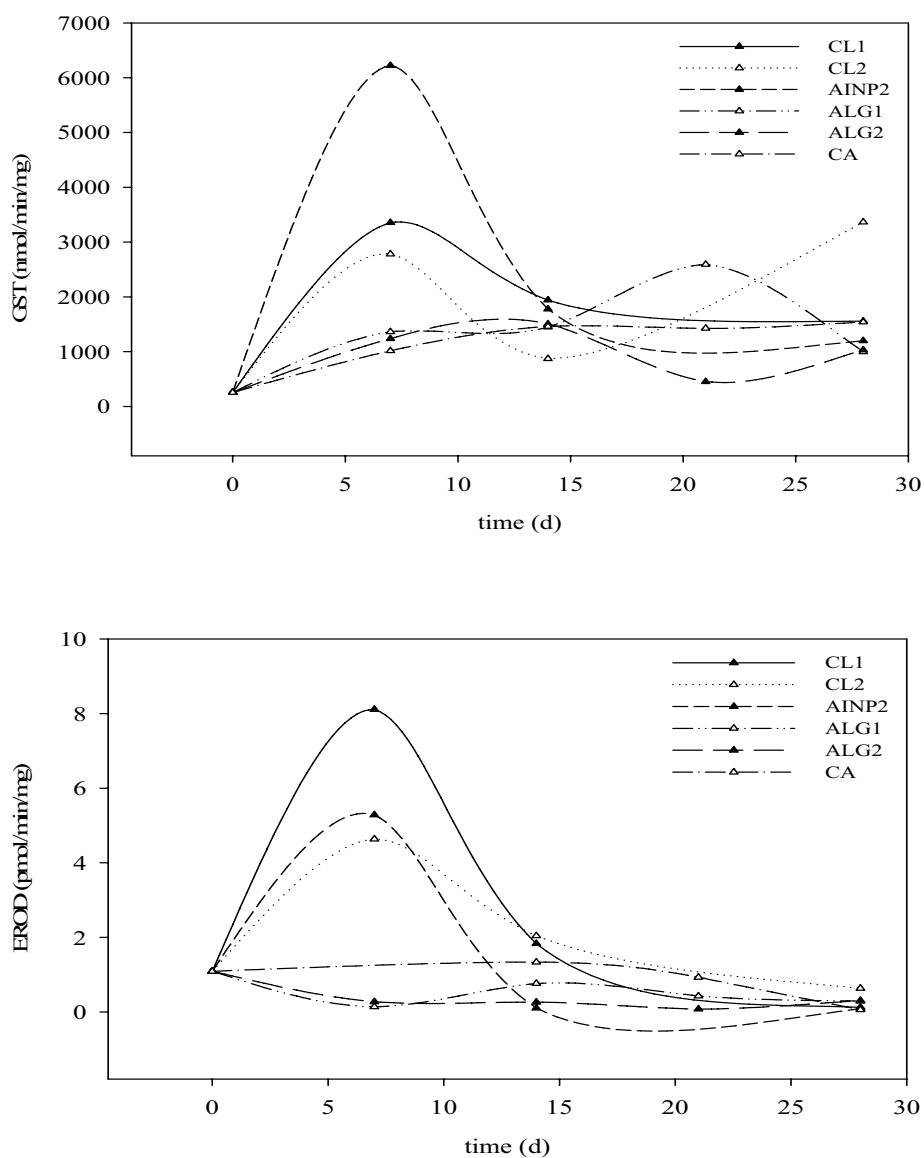 7000
6000
5000
4000
3000
2000
1000
0
GST (nmol/min/mg)
CL1
CL2
AINP2
ALG1
ALG2
CA
0 5 10 15 20 25 30
time (d)
10
8
6
4
2
0
EROD (pmol/min/mg)
CL1
CL2
AINP2
ALG1
ALG2
CA
0 5 10 15 20 25 30
time (d)